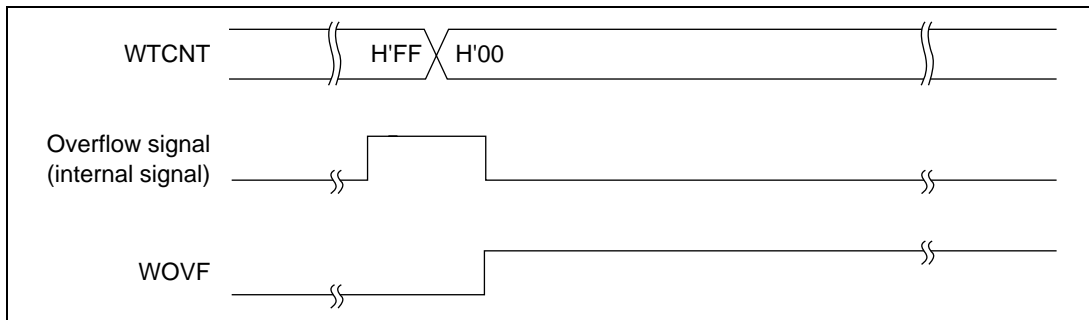 WTCNT H'FF H'00
Overflow signal
(internal signal)
WOVF